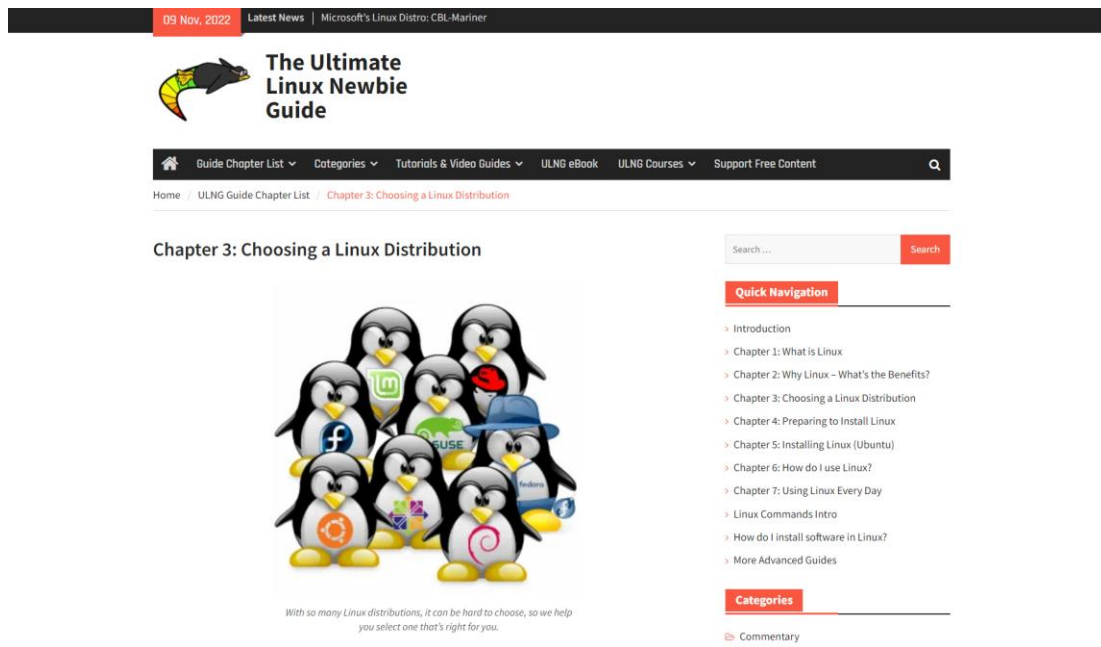 09 Nov, 2022 Latest News | Microsoft's Linux Distro: CBL-Mariner
The Ultimate
Linux Newbie
Guide
Guide Chapter List Categories Tutorials & Video Guides ULNG eBook ULNG Courses Support Free Content
Home / ULNG Guide Chapter List / Chapter 3: Choosing a Linux Distribution
Chapter 3: Choosing a Linux Distribution
SUSE
fedora
With so many Linux distributions, it can be hard to choose, so we help
you select one that's right for you.
Search ... Search
Quick Navigation
Introduction
Chapter 1: What is Linux
Chapter 2: Why Linux – What's the Benefits?
Chapter 3: Choosing a Linux Distribution
Chapter 4: Preparing to Install Linux
Chapter 5: Installing Linux (Ubuntu)
Chapter 6: How do I use Linux?
Chapter 7: Using Linux Every Day
Linux Commands Intro
How do I install software in Linux?
More Advanced Guides
Categories
Commentary